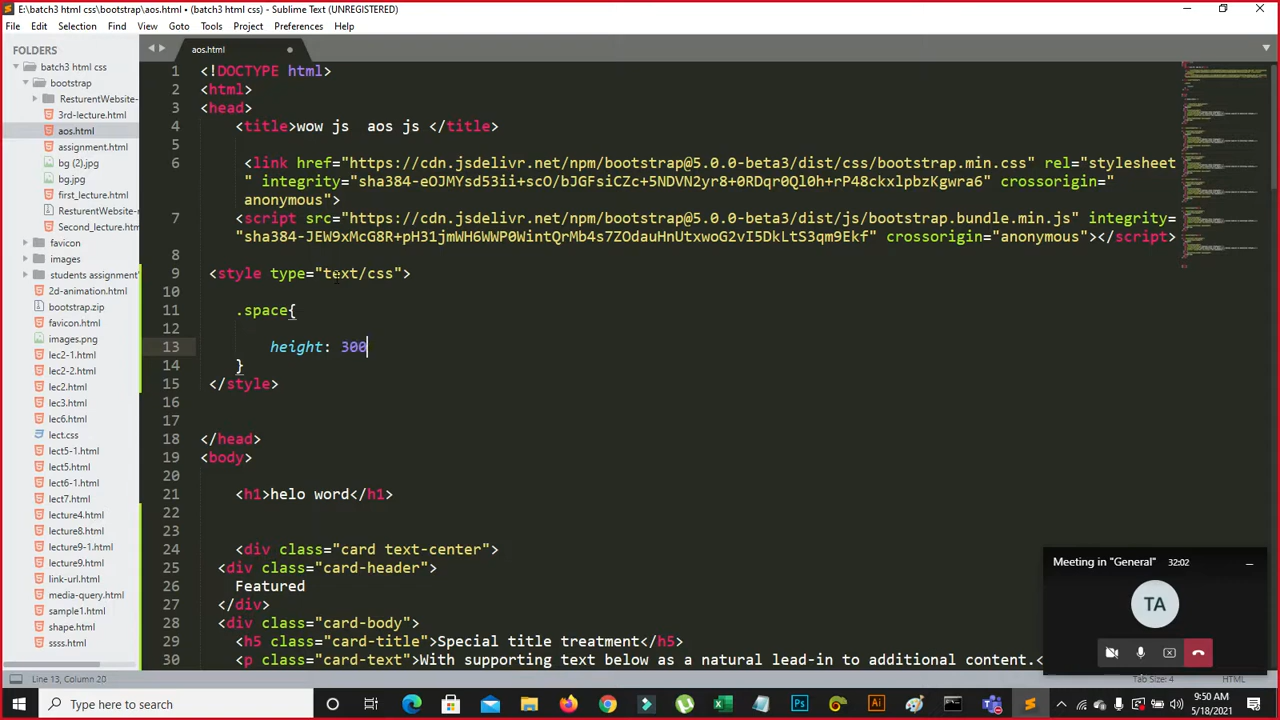 E:\batch3 html css\bootstrap\aos.html • (batch3 html css) - Sublime Text (UNREGISTERED)
File Edit Selection Find View Goto Tools Project Preferences Help
FOLDERS
batch3 html css
bootstrap
ResturentWebsite-
3rd-lecture.html
aos.html
assignment.html
bg (2).jpg
bg.jpg
first_lecture.html
ResturentWebsite-
Second_lecture.htm
favicon
images
students assignment
2d-animation.html
bootstrap.zip
favicon.html
images.png
lec2-1.html
lec2-2.html
lec2.html
lec3.html
lec6.html
lect.css
lect5-1.html
lect5.html
lect6-1.html
lect7.html
lecture4.html
lecture8.html
lecture9-1.html
lecture9.html
link-url.html
media-query.html
sample1.html
shape.html
ssss.html
aos.html
1 <!DOCTYPE html>
2 <html>
3 <head>
4 <title>wow js  aos js </title>
5
6 <link href="https://cdn.jsdelivr.net/npm/bootstrap@5.0.0-beta3/dist/css/bootstrap.min.css" rel="stylesheet
" integrity="sha384-eOJMYsd53ii+scO/bJGFsiCZc+5NDVN2yr8+0RDqr0Ql0h+rP48ckxlpbzKgwra6" crossorigin="
anonymous">
7 <script src="https://cdn.jsdelivr.net/npm/bootstrap@5.0.0-beta3/dist/js/bootstrap.bundle.min.js" integrity=
"sha384-JEW9xMcG8R+pH31jmWH6WWP0WintQrMb4s7ZOdauHnUtxwoG2vI5DkLtS3qm9Ekf" crossorigin="anonymous"></script>
8
9 <style type="text/css">
10
11 .space{
12
13 height: 300
14 }
15 </style>
16
17
18 </head>
19 <body>
20
21 <h1>helo word</h1>
22
23
24 <div class="card text-center">
25 <div class="card-header">
26 Featured
27 </div>
28 <div class="card-body">
29 <h5 class="card-title">Special title treatment</h5>
30 <p class="card-text">With supporting text below as a natural lead-in to additional content.<
Meeting in "General" 32:02
TA
Line 13, Column 20
Tab Size: 4
HTML
Type here to search
9:50 AM
5/18/2021